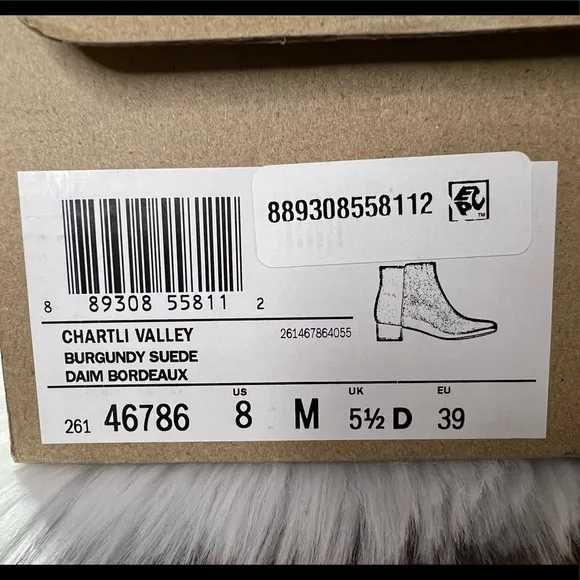 889308558112
8 89308 55811 2
CHARTLI VALLEY
261467864055
BURGUNDY SUEDE
DAIM BORDEAUX
US UK EU
261 46786 8 M 5½ D 39